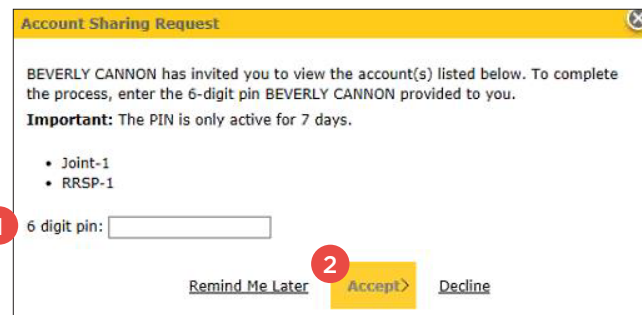 Account Sharing Request
BEVERLY CANNON has invited you to view the account(s) listed below. To complete
the process, enter the 6-digit pin BEVERLY CANNON provided to you.
Important: The PIN is only active for 7 days.
• Joint-1
• RRSP-1
1 6 digit pin:
2
Remind Me Later Accept> Decline